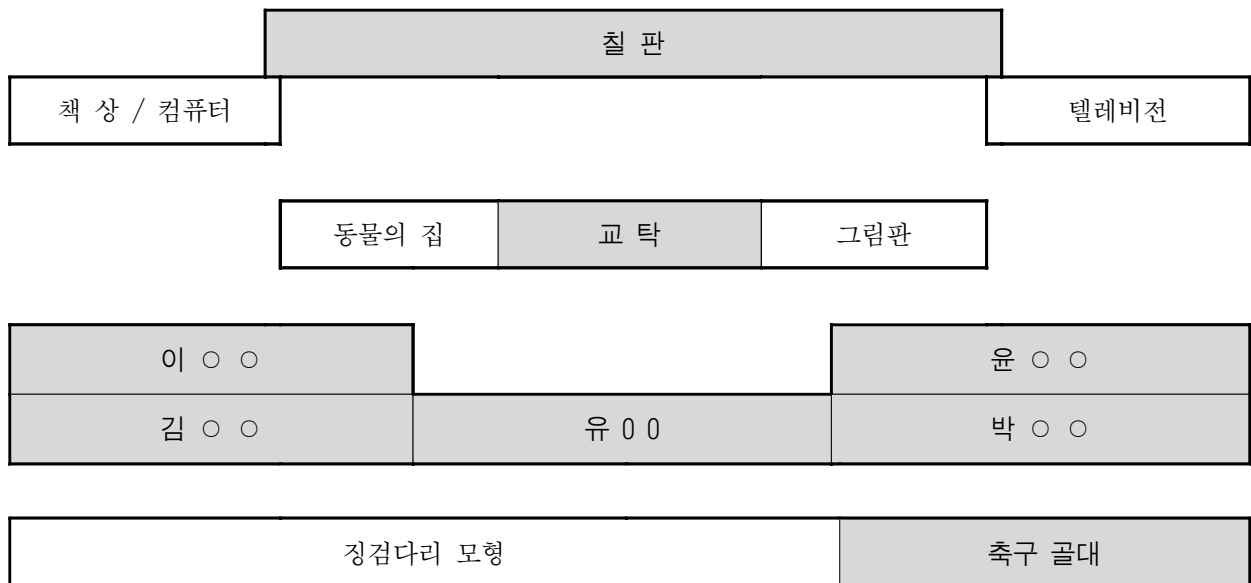 칠 판
책 상 / 컴퓨터 텔레비전
동물의 집 교 탁 그림판
이 ○ ○ 윤 ○ ○
김 ○ ○ 유 0 0 박 ○ ○
징검다리 모형 축구 골대